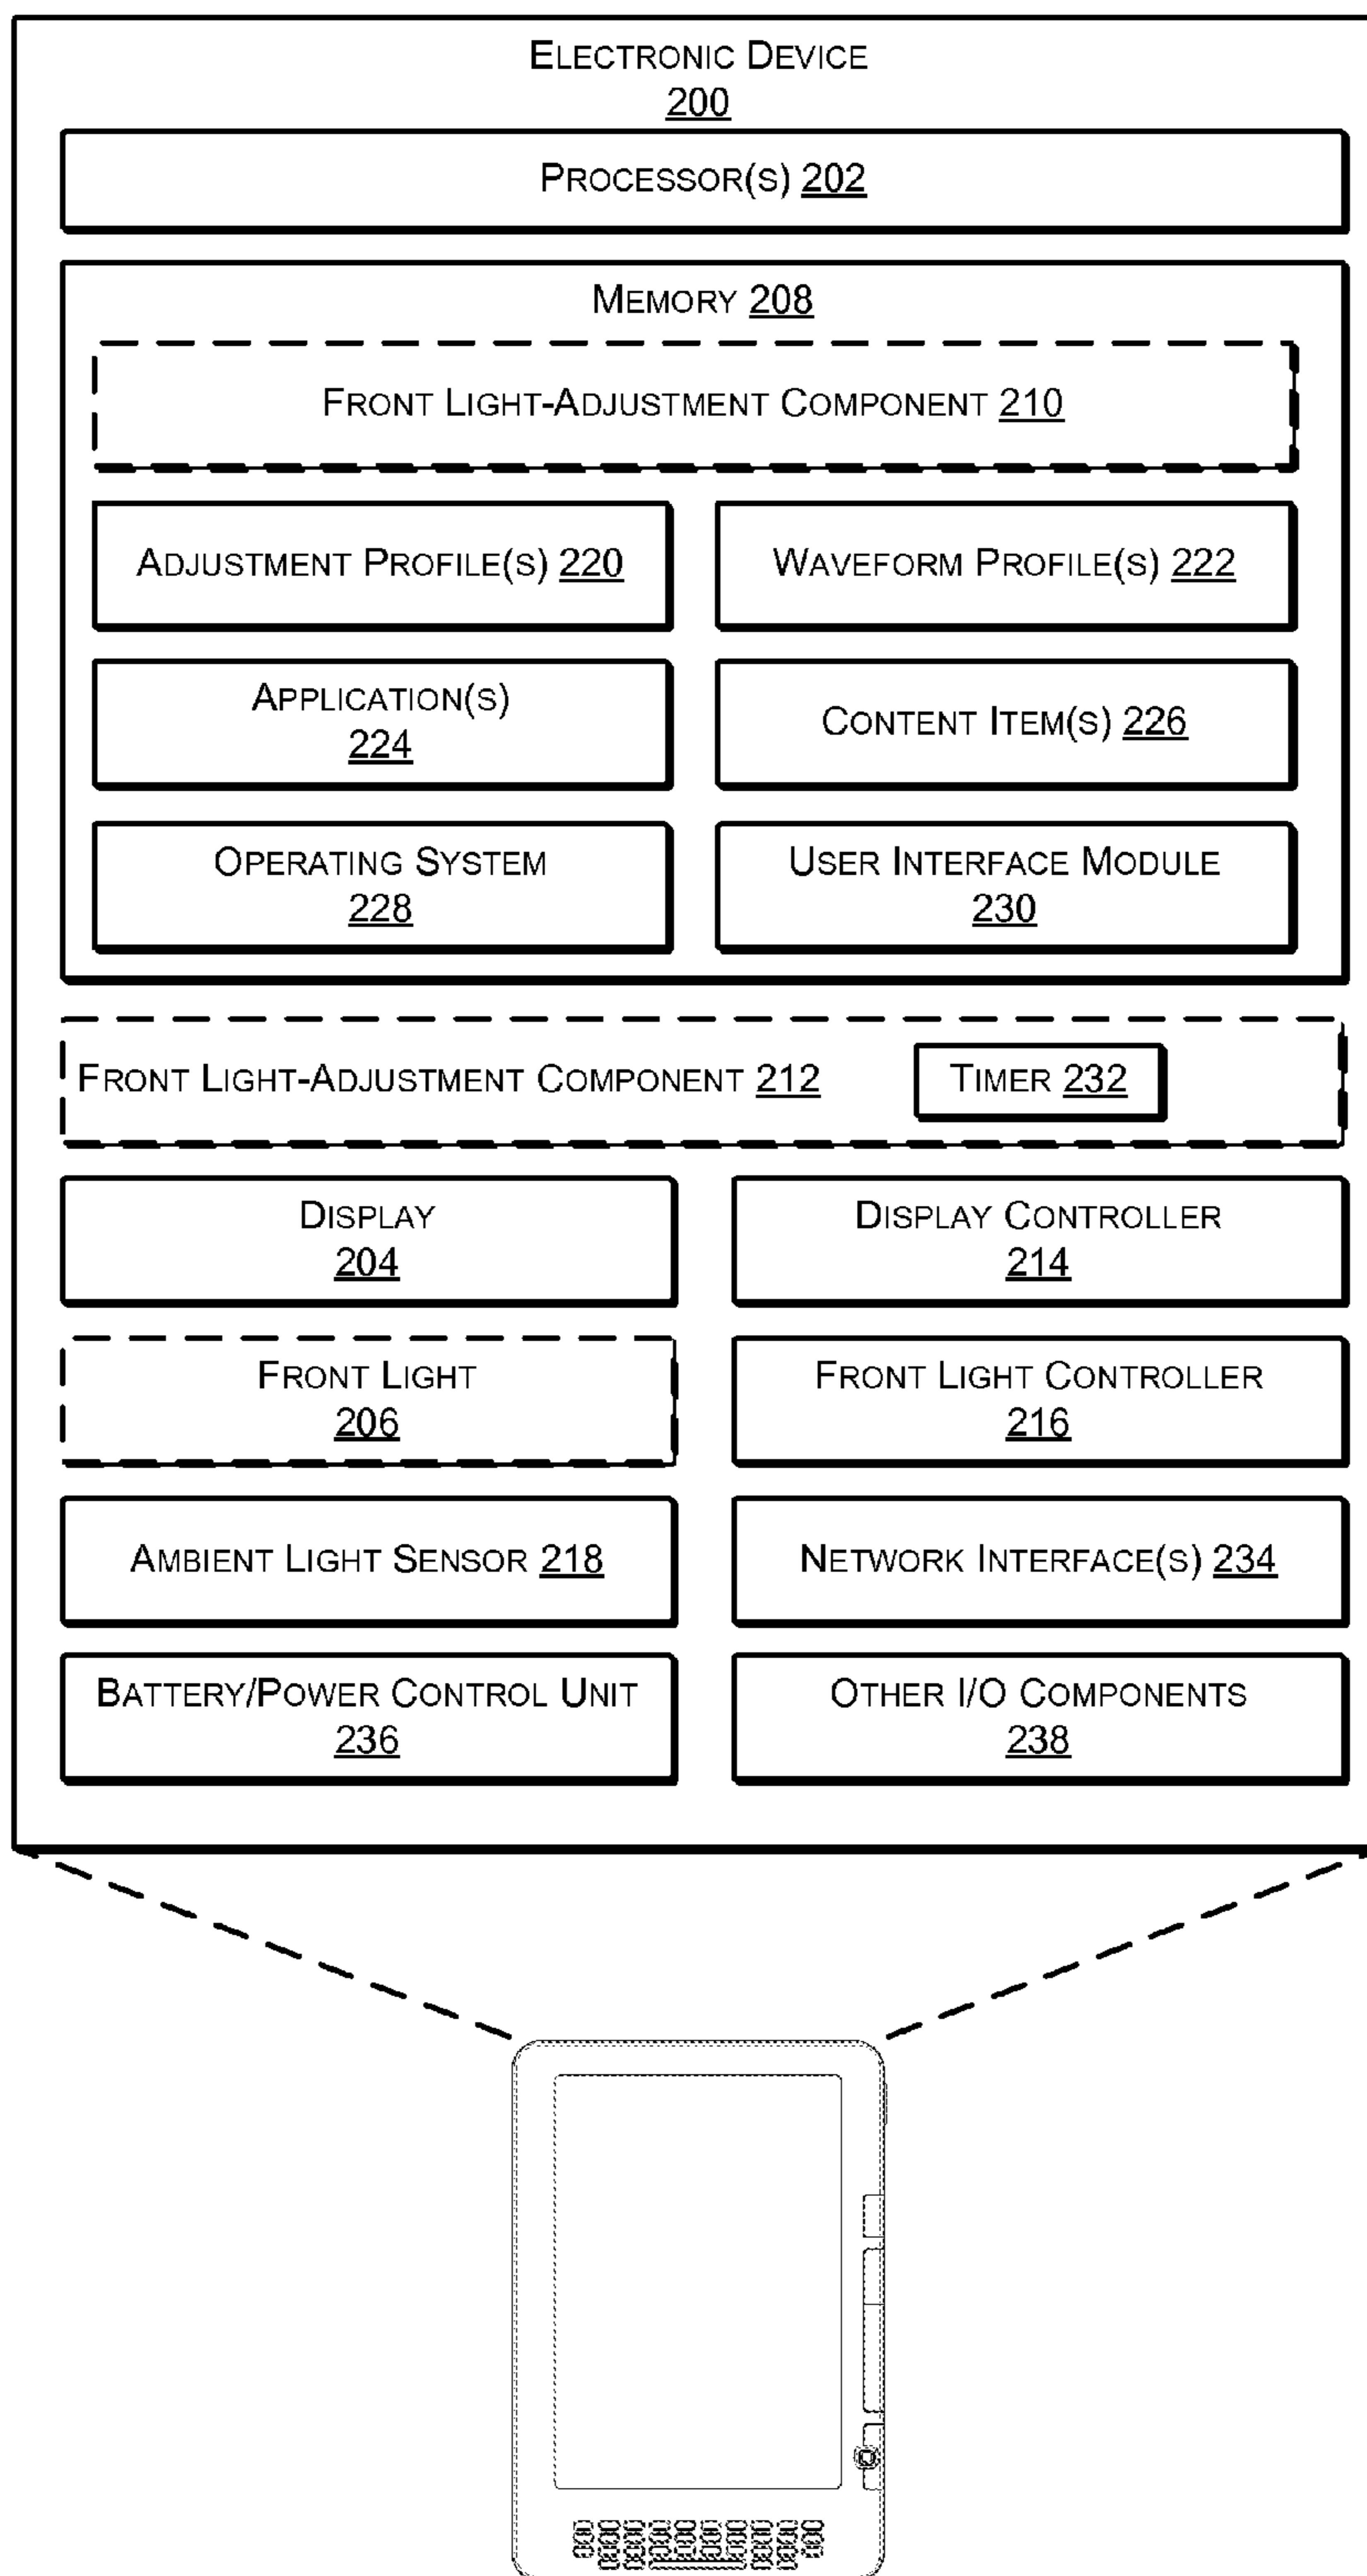 ELECTRONIC DEVICE
200
PROCESSOR(S) 202
MEMORY 208
FRONT LIGHT-ADJUSTMENT COMPONENT 210
ADJUSTMENT PROFILE(S) 220
WAVEFORM PROFILE(S) 222
APPLICATION(S)
224
CONTENT ITEM(S) 226
OPERATING SYSTEM
228
USER INTERFACE MODULE
230
FRONT LIGHT-ADJUSTMENT COMPONENT 212
TIMER 232
DISPLAY
204
DISPLAY CONTROLLER
214
FRONT LIGHT
206
FRONT LIGHT CONTROLLER
216
AMBIENT LIGHT SENSOR 218
NETWORK INTERFACE(S) 234
BATTERY/POWER CONTROL UNIT
236
OTHER I/O COMPONENTS
238